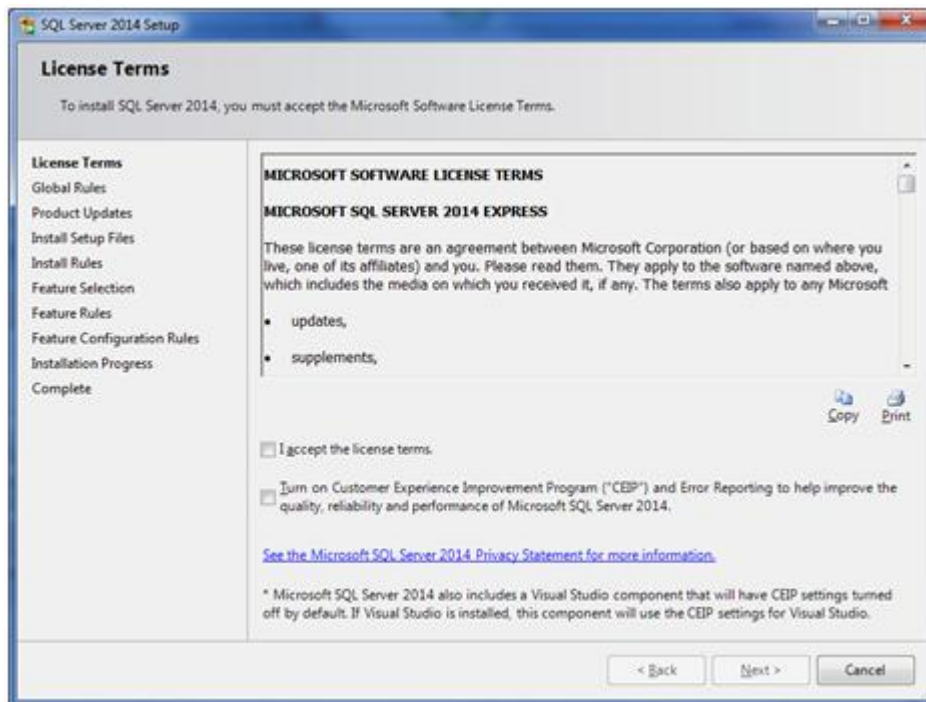 SQL Server 2014 Setup
License Terms
To install SQL Server 2014, you must accept the Microsoft Software License Terms.
License Terms
Global Rules
Product Updates
Install Setup Files
Install Rules
Feature Selection
Feature Rules
Feature Configuration Rules
Installation Progress
Complete
MICROSOFT SOFTWARE LICENSE TERMS
MICROSOFT SQL SERVER 2014 EXPRESS
These license terms are an agreement between Microsoft Corporation (or based on where you
live, one of its affiliates) and you. Please read them. They apply to the software named above,
which includes the media on which you received it, if any. The terms also apply to any Microsoft
• updates,
• supplements,
Copy Print
I accept the license terms.
Turn on Customer Experience Improvement Program ("CEIP") and Error Reporting to help improve the
quality, reliability and performance of Microsoft SQL Server 2014.
See the Microsoft SQL Server 2014 Privacy Statement for more information.
* Microsoft SQL Server 2014 also includes a Visual Studio component that will have CEIP settings turned
off by default. If Visual Studio is installed, this component will use the CEIP settings for Visual Studio.
< Back Next > Cancel